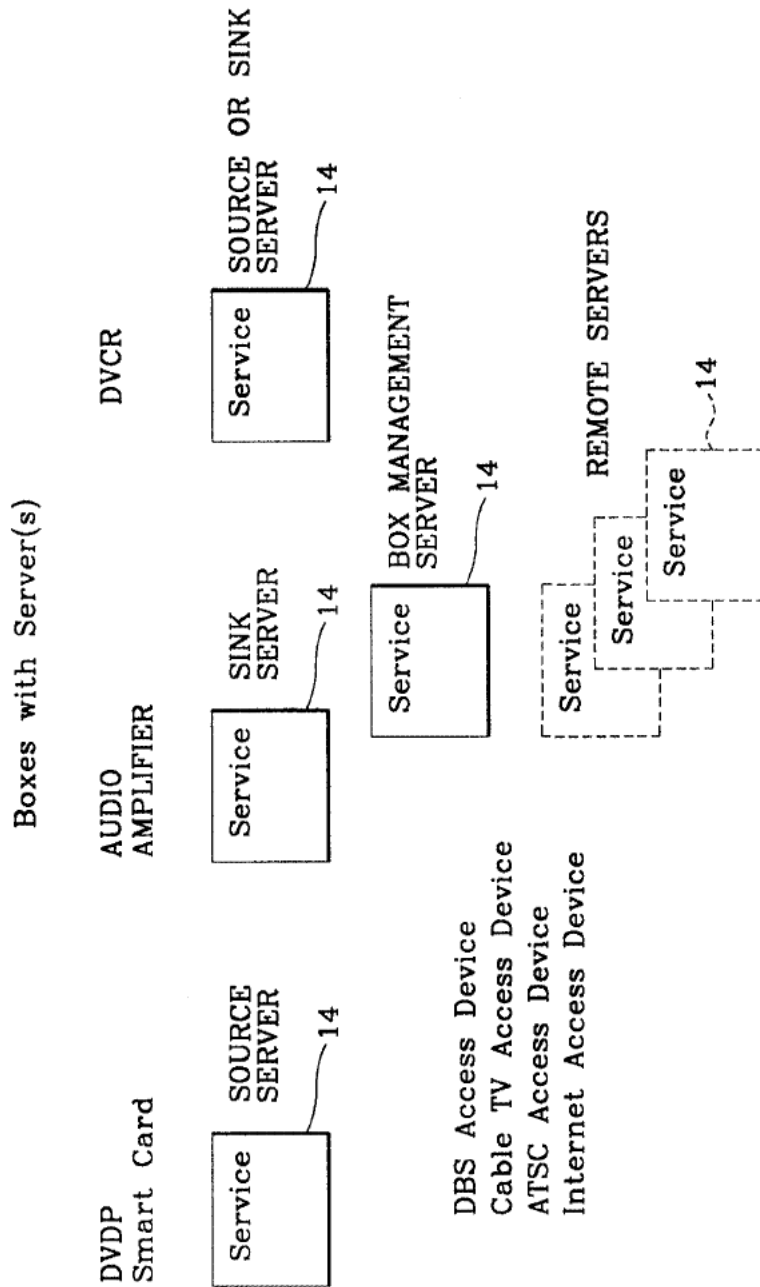 Boxes with Server(s)
DVDP
Smart Card
Service
SOURCE
SERVER
14
AUDIO
AMPLIFIER
Service
SINK
SERVER
14
DVCR
Service
SOURCE OR SINK
SERVER
14
Service
BOX MANAGEMENT
SERVER
14
DBS Access Device
Cable TV Access Device
ATSC Access Device
Internet Access Device
Service
Service
Service
REMOTE SERVERS
14